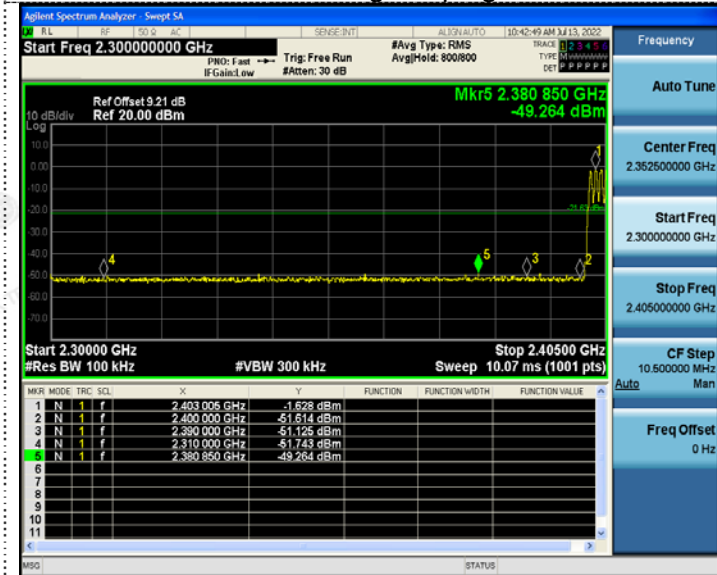 Agilent Spectrum Analyzer - Swept SA
RL RF 50 Ω AC SENSE:INT ALIGN AUTO 10:42:49 AM Jul 13, 2022
Start Freq 2.300000000 GHz
PNO: Fast
IFGain:Low
Trig: Free Run
#Atten: 30 dB
#Avg Type: RMS
Avg|Hold: 800/800
TRACE 1 2 3 4 5 6
TYPE M
DET P P P P P P
Mkr5 2.380 850 GHz
-49.264 dBm
Ref Offset 9.21 dB
10 dB/div Ref 20.00 dBm
Log
10.0
0.00
-10.0
-20.0
-30.0
-40.0
-50.0
-60.0
-70.0
1
4
5
3
2
Start 2.30000 GHz Stop 2.40500 GHz
#Res BW 100 kHz #VBW 300 kHz Sweep 10.07 ms (1001 pts)
MKR MODE TRC SCL X Y FUNCTION FUNCTION WIDTH FUNCTION VALUE
1 N 1 f 2.403 005 GHz -1.628 dBm
2 N 1 f 2.400 000 GHz -51.614 dBm
3 N 1 f 2.390 000 GHz -51.125 dBm
4 N 1 f 2.310 000 GHz -51.743 dBm
5 N 1 f 2.380 850 GHz -49.264 dBm
6
7
8
9
10
11
MSG STATUS
Frequency
Auto Tune
Center Freq
2.352500000 GHz
Start Freq
2.300000000 GHz
Stop Freq
2.405000000 GHz
CF Step
10.500000 MHz
Auto Man
Freq Offset
0 Hz